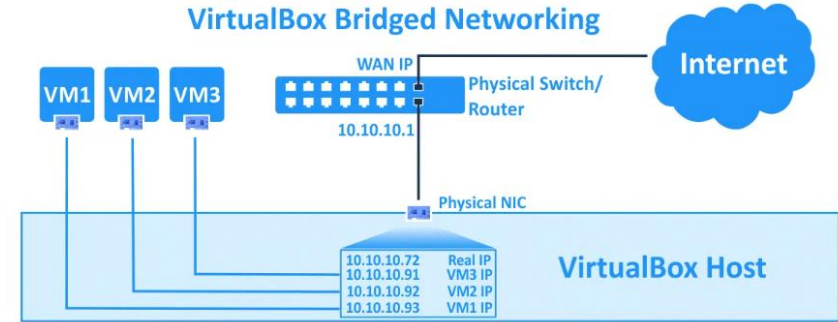 VirtualBox Bridged Networking
WAN IP
Internet
VM1 VM2 VM3
Physical Switch/
Router
10.10.10.1
Physical NIC
10.10.10.72 Real IP
10.10.10.91 VM3 IP
10.10.10.92 VM2 IP
10.10.10.93 VM1 IP
VirtualBox Host